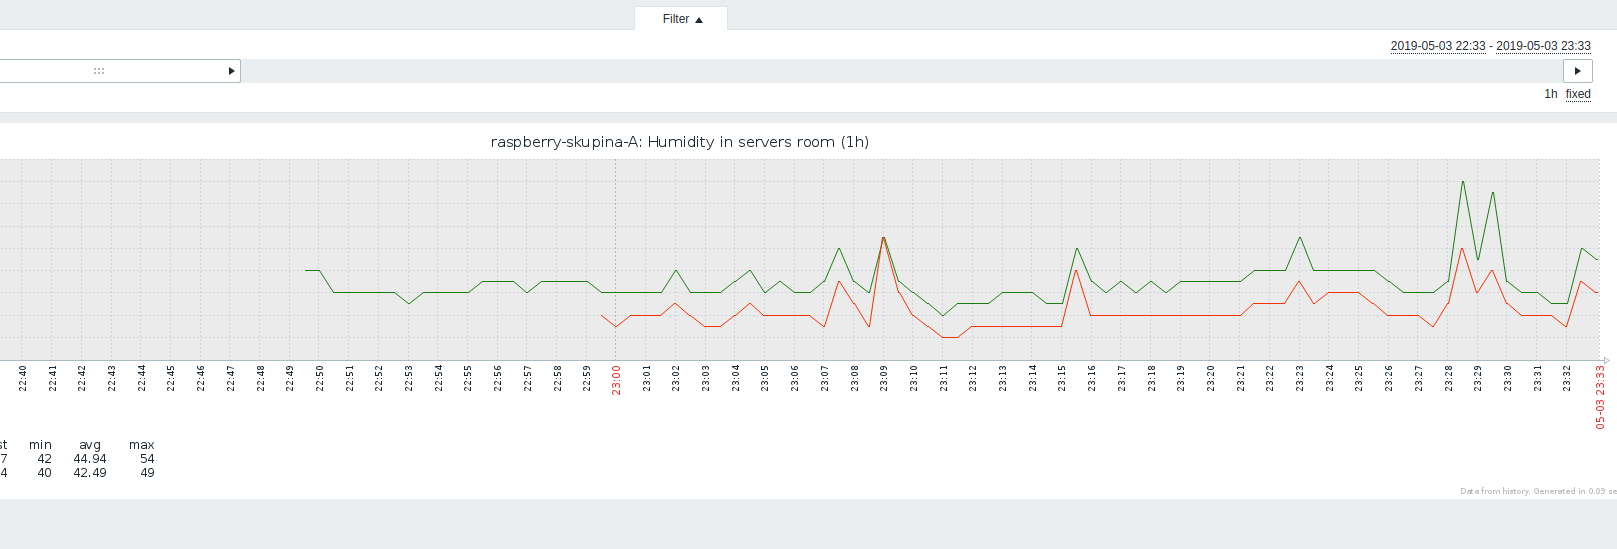 Filter ▲
2019-05-03 22:33 - 2019-05-03 23:33
1h fixed
raspberry-skupina-A: Humidity in servers room (1h)
22:40 22:41 22:42 22:43 22:44 22:45 22:46 22:47 22:48 22:49 22:50 22:51 22:52 22:53 22:54 22:55 22:56 22:57 22:58 22:59 23:00 23:01 23:02 23:03 23:04 23:05 23:06 23:07 23:08 23:09 23:10 23:11 23:12 23:13 23:14 23:15 23:16 23:17 23:18 23:19 23:20 23:21 23:22 23:23 23:24 23:25 23:26 23:27 23:28 23:29 23:30 23:31 23:32 05-03 23:33
st min avg max
7 42 44.94 54
4 40 42.49 49
Data from history. Generated in 0.09 se